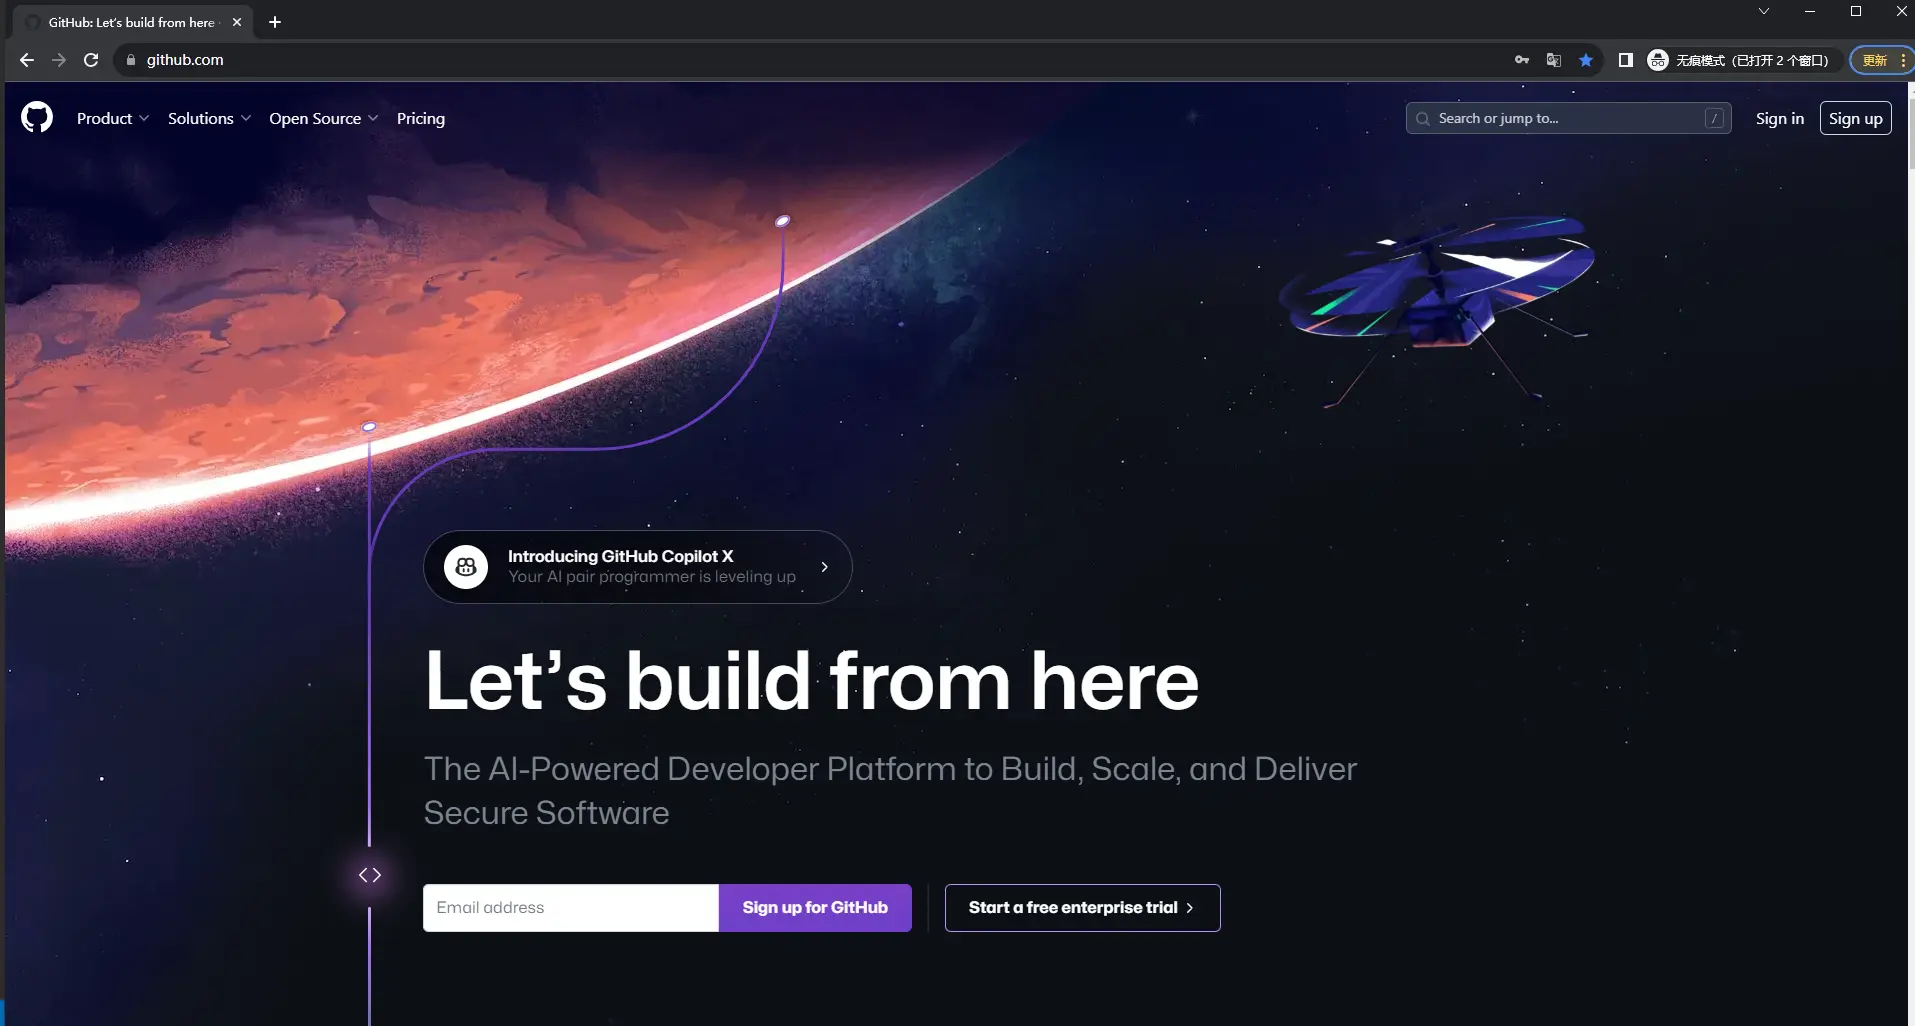 GitHub: Let's build from here ·
github.com
无痕模式（已打开 2 个窗口）
更新
Product
Solutions
Open Source
Pricing
Search or jump to...
/
Sign in
Sign up
Introducing GitHub Copilot X
Your AI pair programmer is leveling up
Let's build from here
The AI-Powered Developer Platform to Build, Scale, and Deliver
Secure Software
Email address
Sign up for GitHub
Start a free enterprise trial